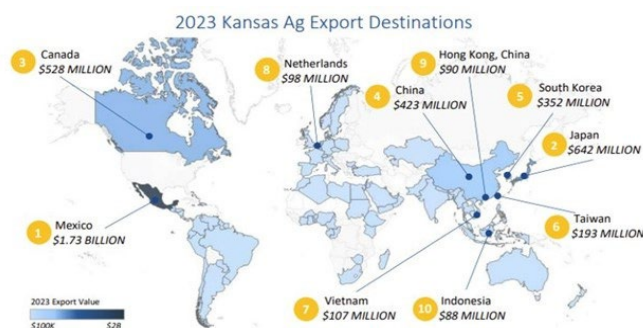 2023 Kansas Ag Export Destinations
3
Canada
$528 MILLION
8
Netherlands
$98 MILLION
9
Hong Kong, China
$90 MILLION
4
China
$423 MILLION
5
South Korea
$352 MILLION
2
Japan
$642 MILLION
1
Mexico
$1.73 BILLION
6
Taiwan
$193 MILLION
7
Vietnam
$107 MILLION
10
Indonesia
$88 MILLION
2023 Export Value
$100K $2B